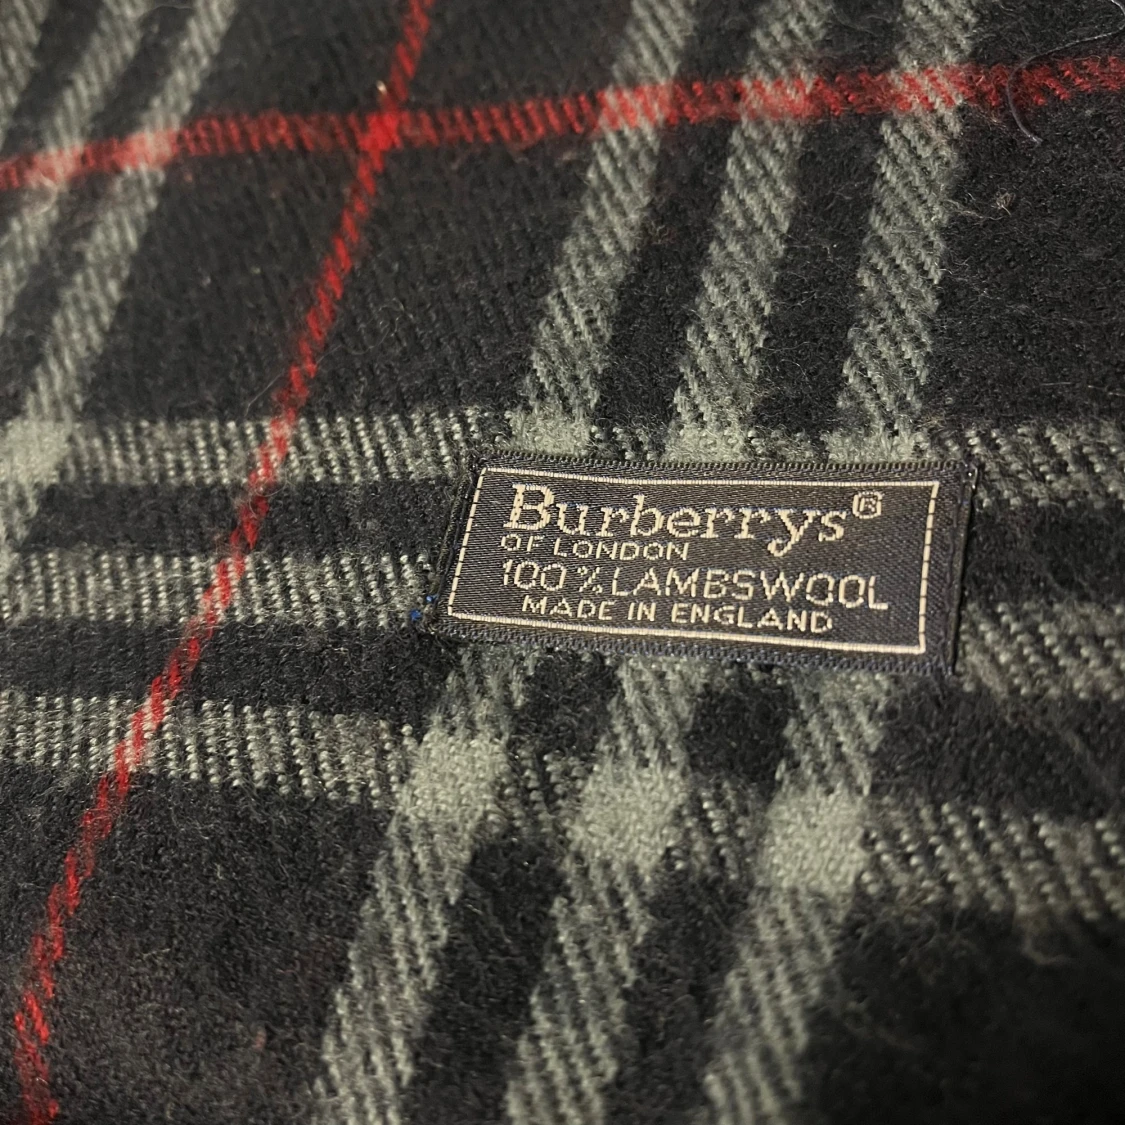 Burberrys®
OF LONDON
100% LAMBSWOOL
MADE IN ENGLAND